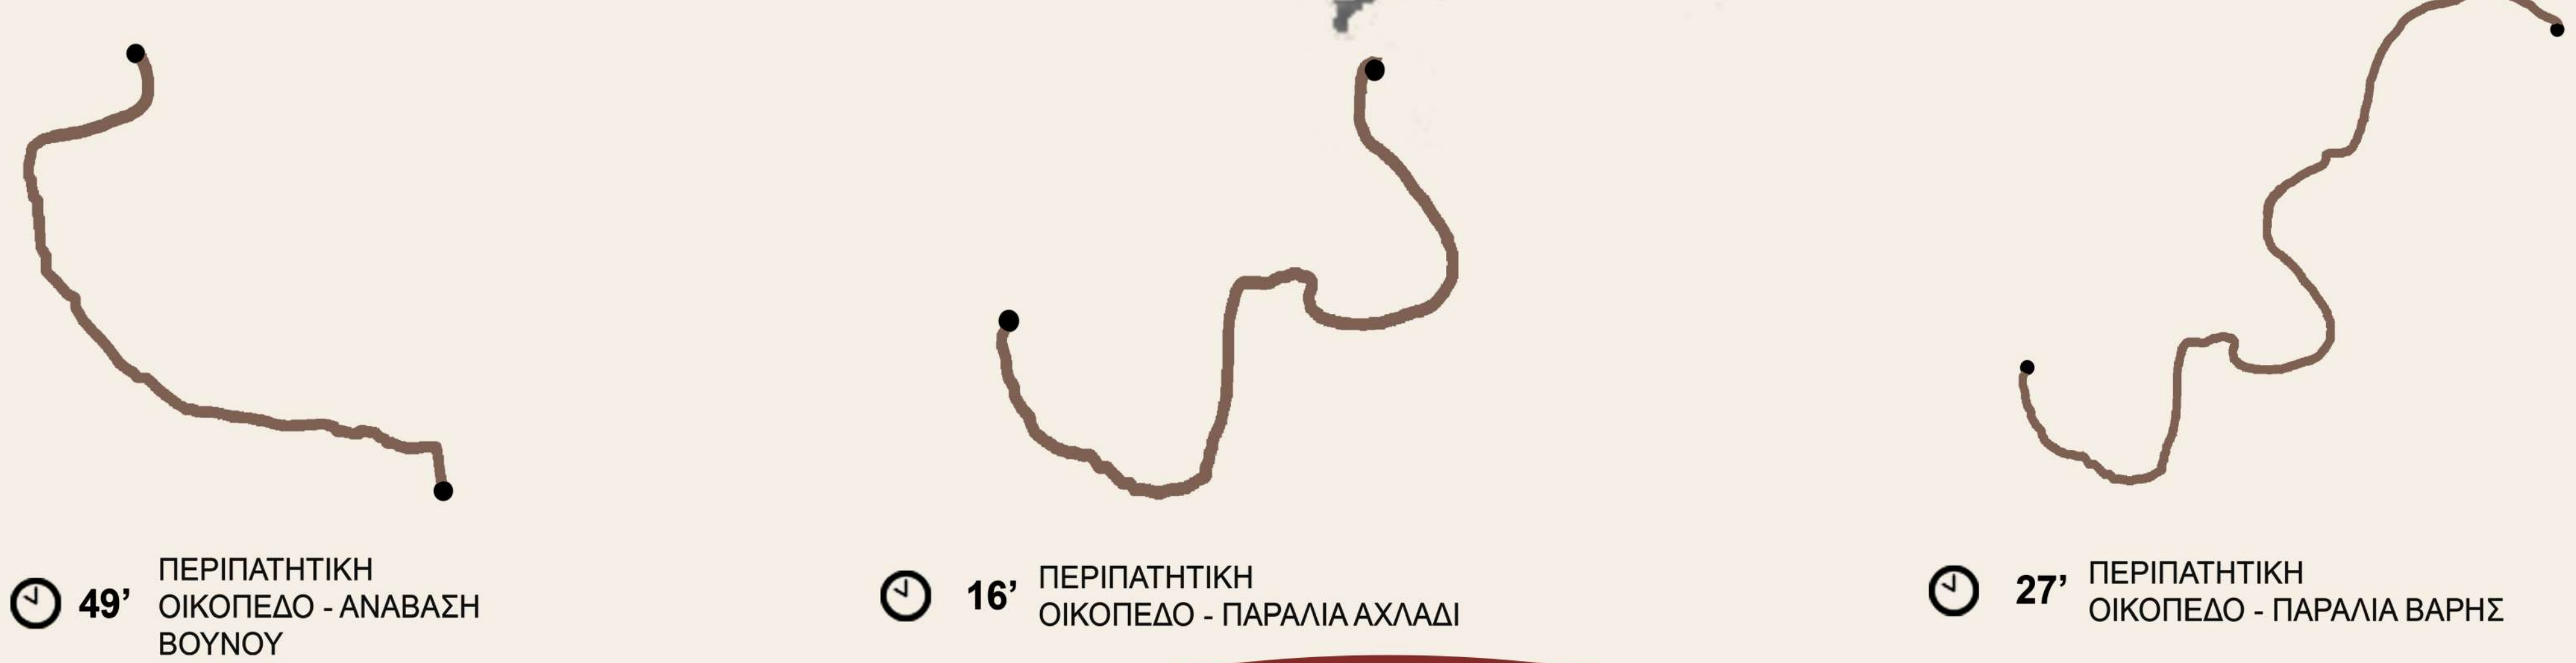 49’
ΠΕΡΙΠΑΤΗΤΙΚΗ
ΟΙΚΟΠΕΔΟ - ΑΝΑΒΑΣΗ
ΒΟΥΝΟΥ
16’
ΠΕΡΙΠΑΤΗΤΙΚΗ
ΟΙΚΟΠΕΔΟ - ΠΑΡΑΛΙΑ ΑΧΛΑΔΙ
27’
ΠΕΡΙΠΑΤΗΤΙΚΗ
ΟΙΚΟΠΕΔΟ - ΠΑΡΑΛΙΑ ΒΑΡΗΣ